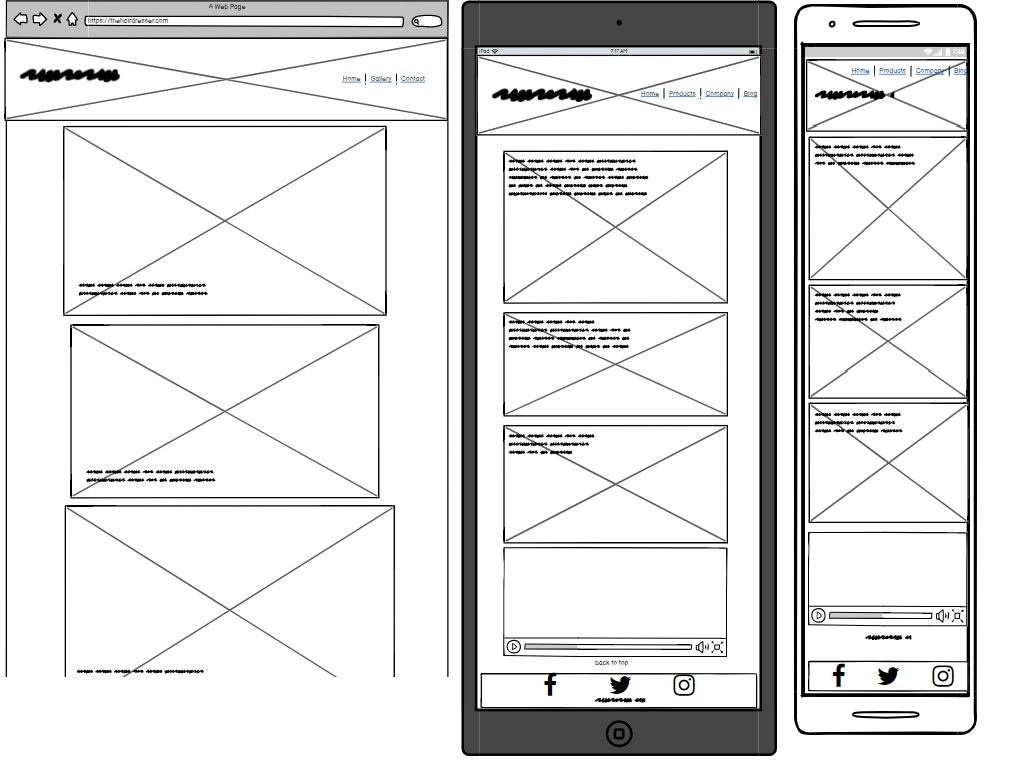 A Web Page
https://thehairdresser.com
Home | Gallery | Contact
iPad 7:17 AM
Home | Products | Company | Blog
back to top
Home | Products | Company | Blog